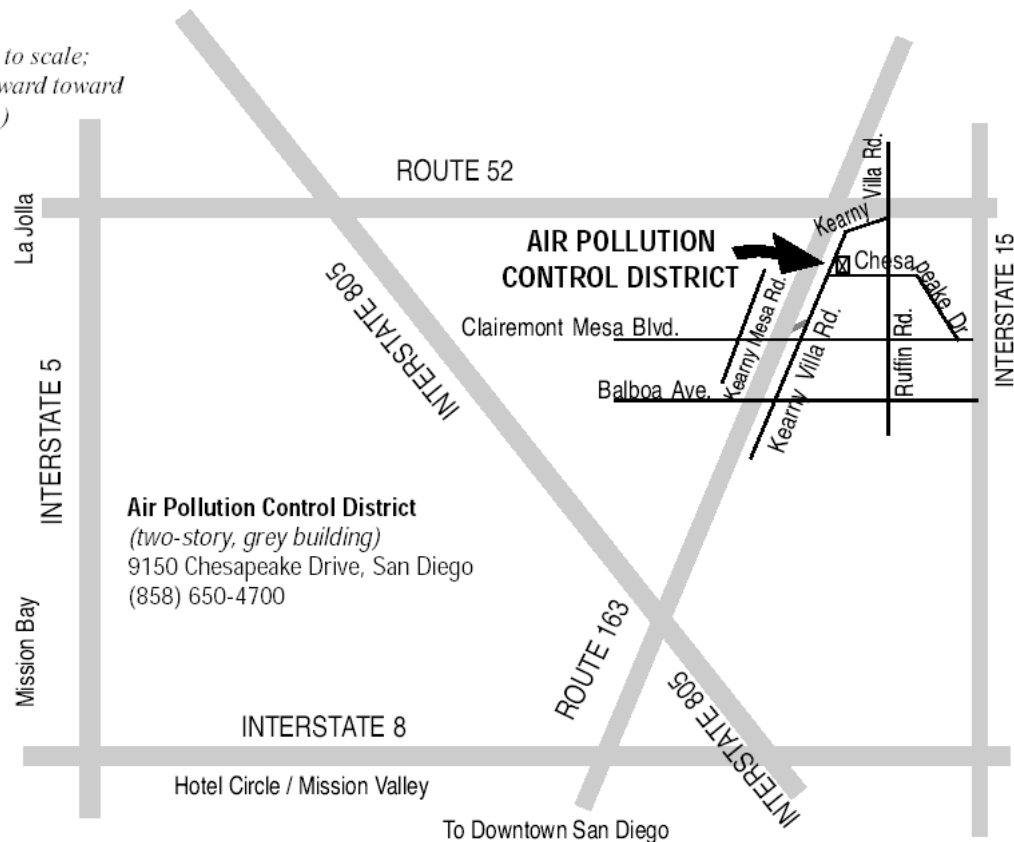 to scale;
ward toward
)
La Jolla
ROUTE 52
Kearny Villa Rd.
AIR POLLUTION
CONTROL DISTRICT
Chesapeake Dr.
INTERSTATE 15
INTERSTATE 805
Clairemont Mesa Blvd.
Kearny Mesa Rd.
Kearny Villa Rd.
Ruffin Rd.
Balboa Ave.
INTERSTATE 5
Air Pollution Control District
(two-story, grey building)
9150 Chesapeake Drive, San Diego
(858) 650-4700
Mission Bay
ROUTE 163
INTERSTATE 805
INTERSTATE 8
Hotel Circle / Mission Valley
To Downtown San Diego